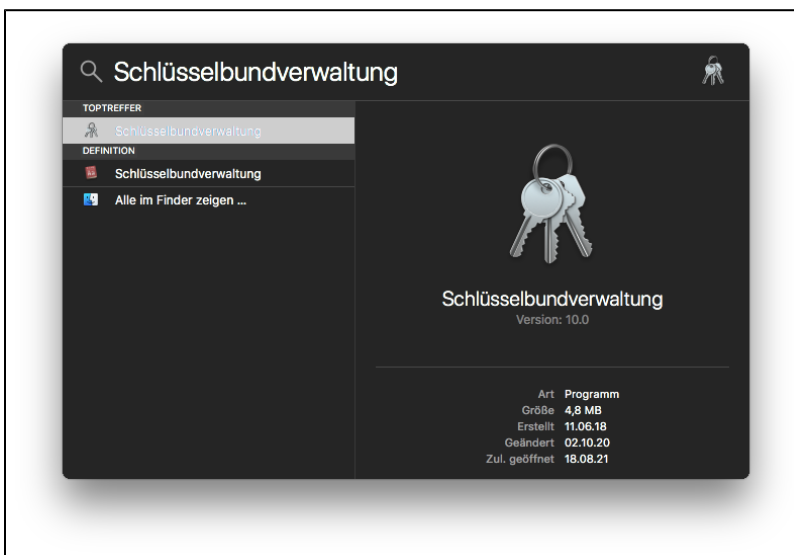 Schlüsselbundverwaltung
TOPTREFFER
Schlüsselbundverwaltung
DEFINITION
Schlüsselbundverwaltung
Alle im Finder zeigen ...
Schlüsselbundverwaltung
Version: 10.0
Art Programm
Größe 4,8 MB
Erstellt 11.06.18
Geändert 02.10.20
Zul. geöffnet 18.08.21